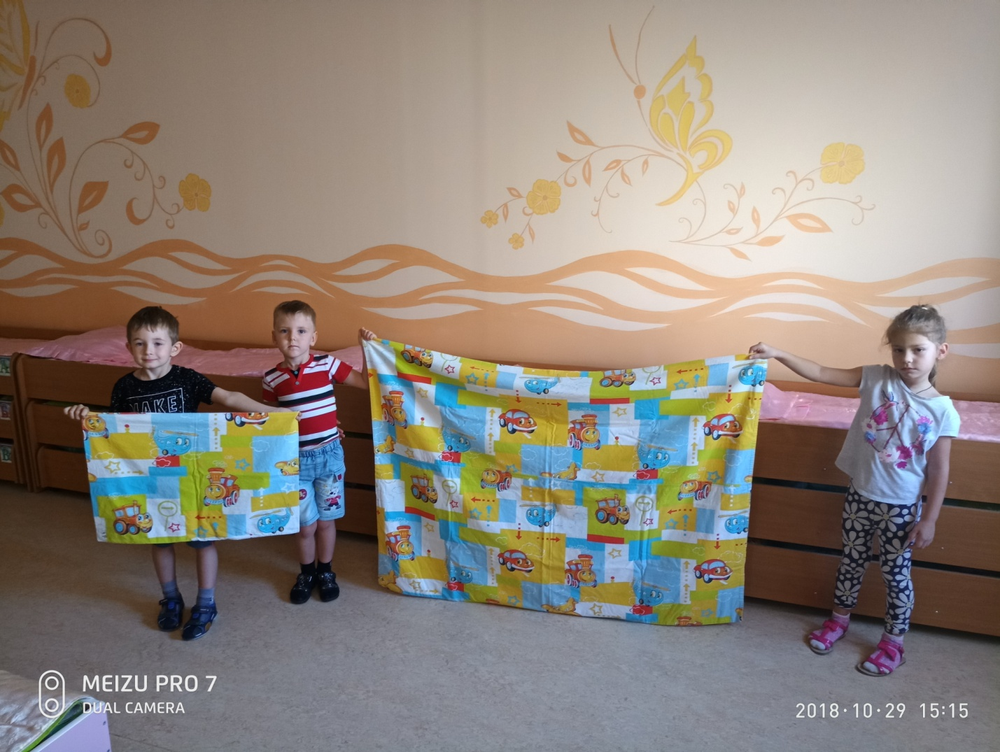 MAKE
MEIZU PRO 7
DUAL CAMERA
2018·10·29 15:15